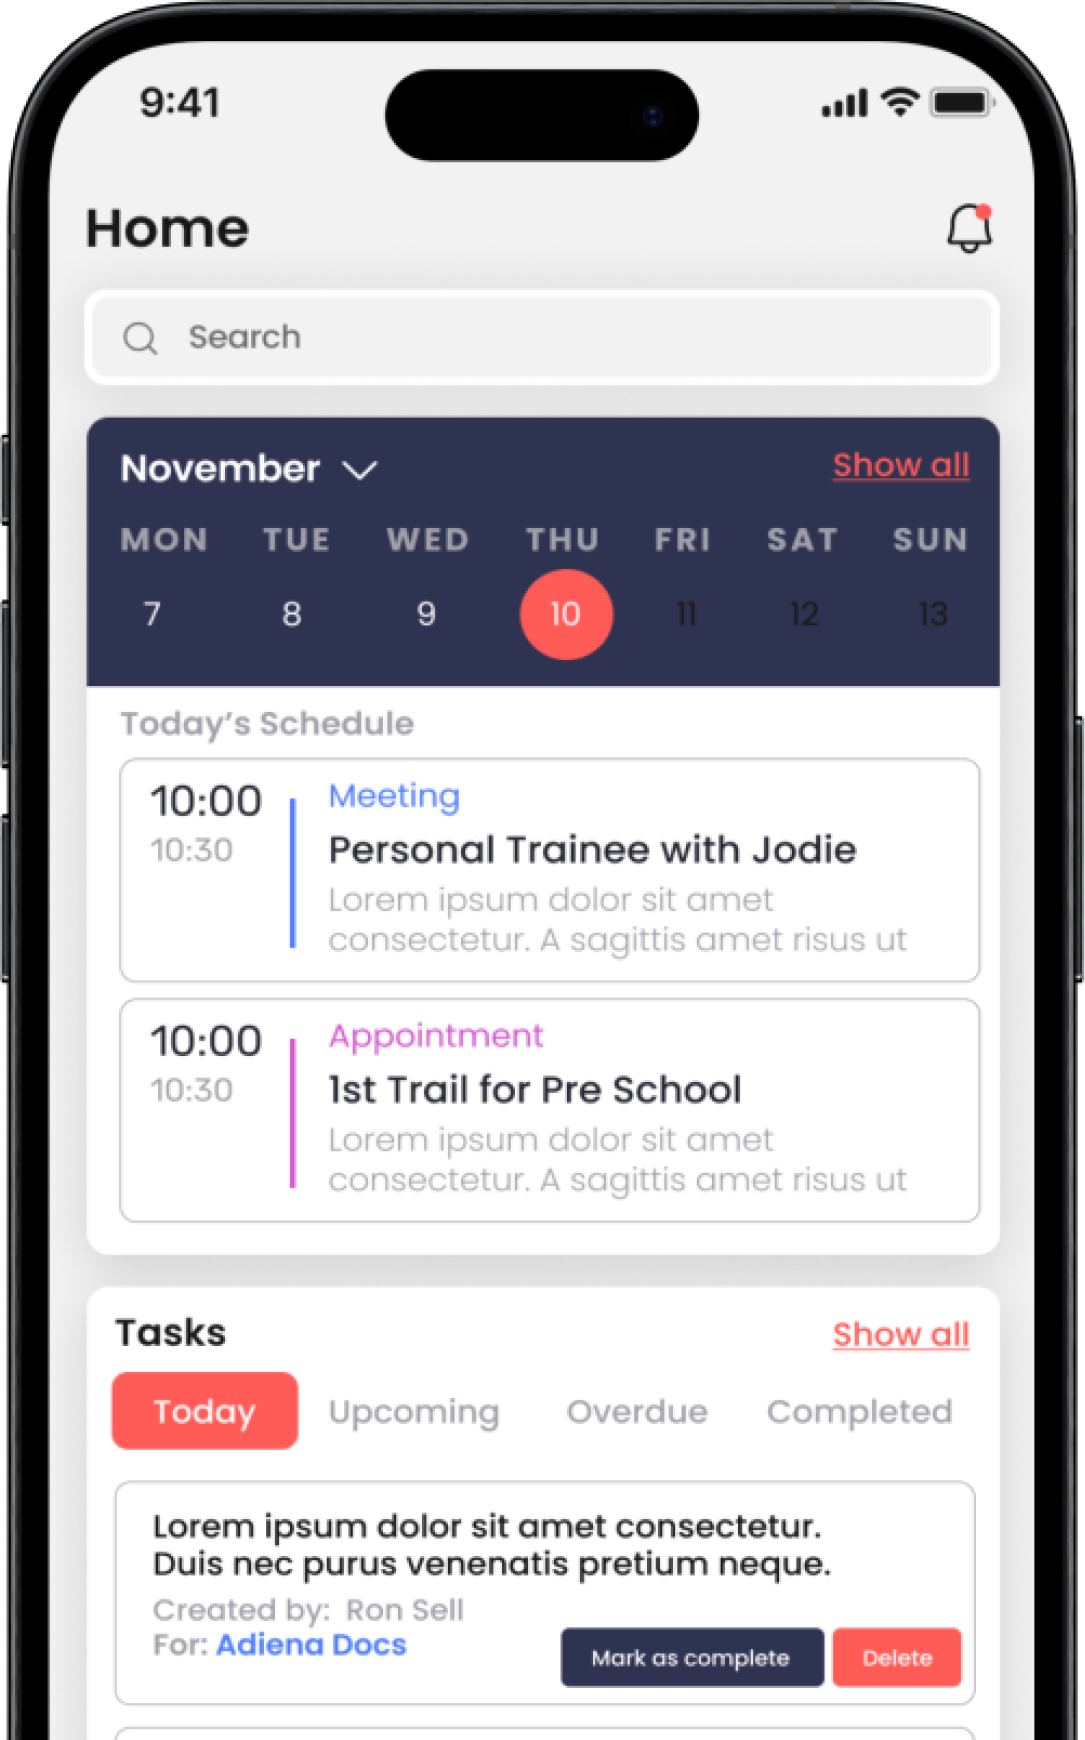 9:41
Home
Search
November
Show all
MON TUE WED THU FRI SAT SUN
7 8 9 10 11 12 13
Today's Schedule
10:00
10:30
Meeting
Personal Trainee with Jodie
Lorem ipsum dolor sit amet
consectetur. A sagittis amet risus ut
10:00
10:30
Appointment
1st Trail for Pre School
Lorem ipsum dolor sit amet
consectetur. A sagittis amet risus ut
Tasks
Show all
Today Upcoming Overdue Completed
Lorem ipsum dolor sit amet consectetur.
Duis nec purus venenatis pretium neque.
Created by: Ron Sell
For: Adiena Docs
Mark as complete
Delete